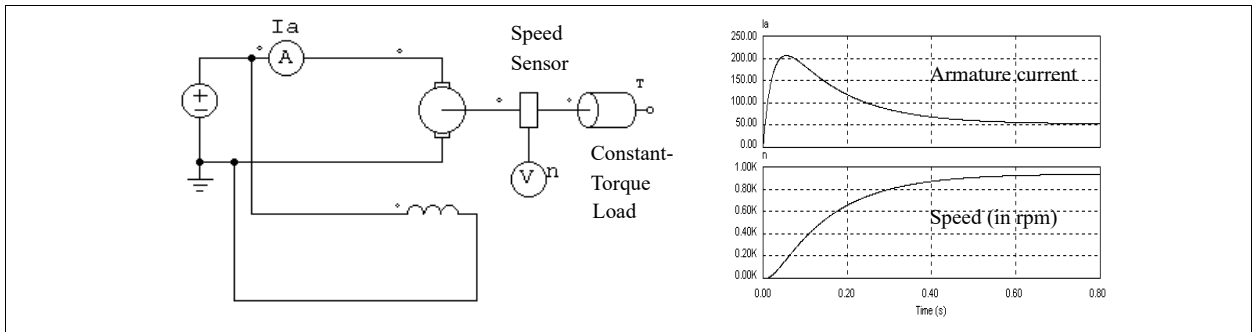 Ia
A
+
Speed
Sensor
T
V
n
Constant-
Torque
Load
Ia
250.00
200.00
150.00
100.00
50.00
0.00
Armature current
n
1.00K
0.80K
0.60K
0.40K
0.20K
0.00K
Speed (in rpm)
0.00 0.20 0.40 0.60 0.80
Time (s)